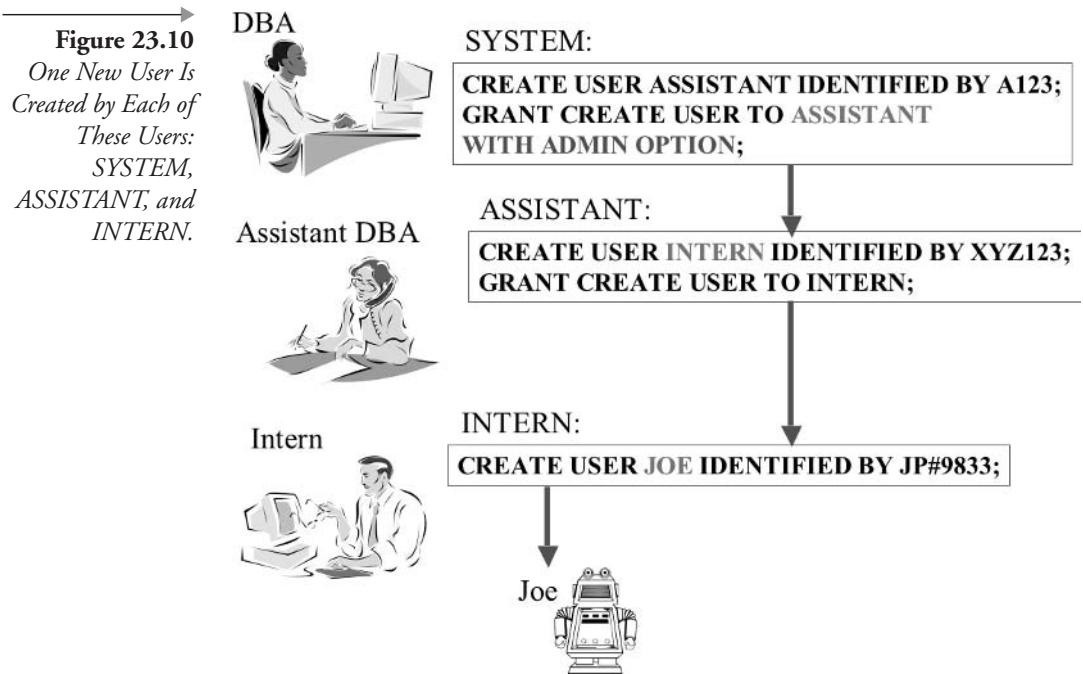 Figure 23.10
One New User Is
Created by Each of
These Users:
SYSTEM,
ASSISTANT, and
INTERN.
DBA
SYSTEM:
CREATE USER ASSISTANT IDENTIFIED BY A123;
GRANT CREATE USER TO ASSISTANT
WITH ADMIN OPTION;
Assistant DBA
ASSISTANT:
CREATE USER INTERN IDENTIFIED BY XYZ123;
GRANT CREATE USER TO INTERN;
Intern
INTERN:
CREATE USER JOE IDENTIFIED BY JP#9833;
Joe